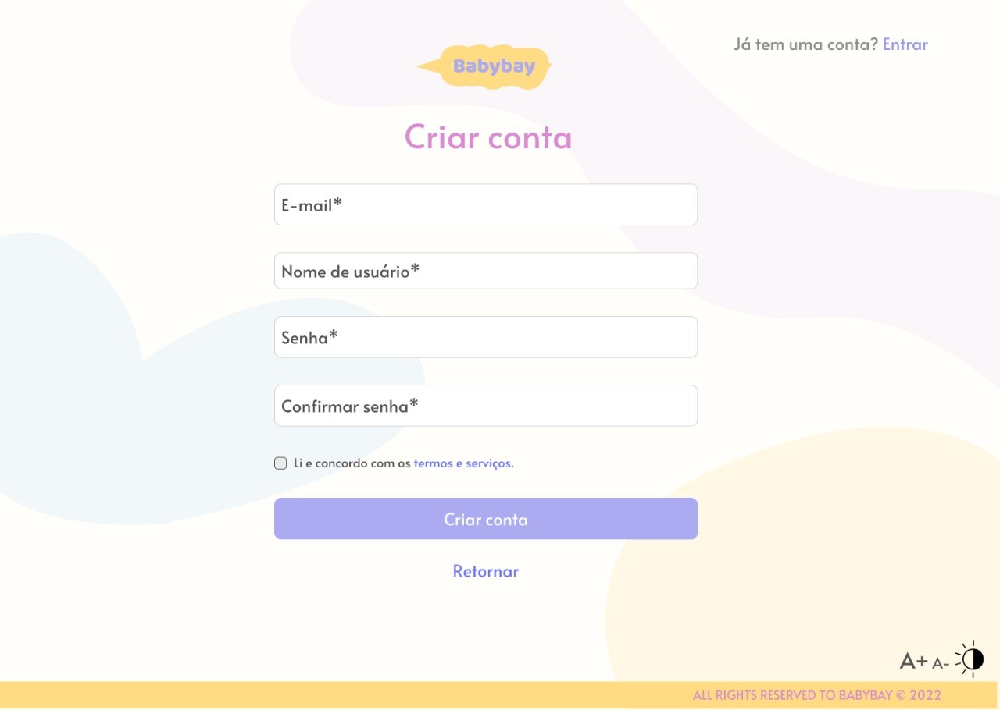 Já tem uma conta? Entrar
Babybay
Criar conta
E-mail*
Nome de usuário*
Senha*
Confirmar senha*
Li e concordo com os termos e serviços.
Criar conta
Retornar
A+ A-
ALL RIGHTS RESERVED TO BABYBAY © 2022